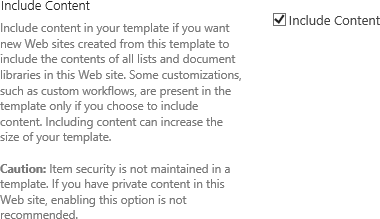 Include Content
Include content in your template if you want
new Web sites created from this template to
include the contents of all lists and document
libraries in this Web site. Some customizations,
such as custom workflows, are present in the
template only if you choose to include
content. Including content can increase the
size of your template.
Caution: Item security is not maintained in a
template. If you have private content in this
Web site, enabling this option is not
recommended.
Include Content